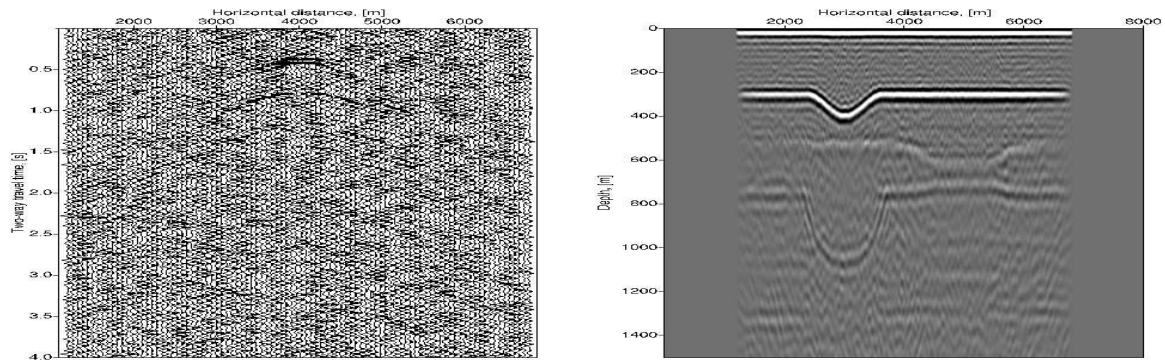 Horizontal distance, [m]
2000 3000 4000 5000 6000
0.5
1.0
1.5
2.0
2.5
3.0
3.5
4.0
Two-way travel time, [s]
Horizontal distance, [m]
2000 4000 6000 8000
0
200
400
600
800
1000
1200
1400
Depth, [m]